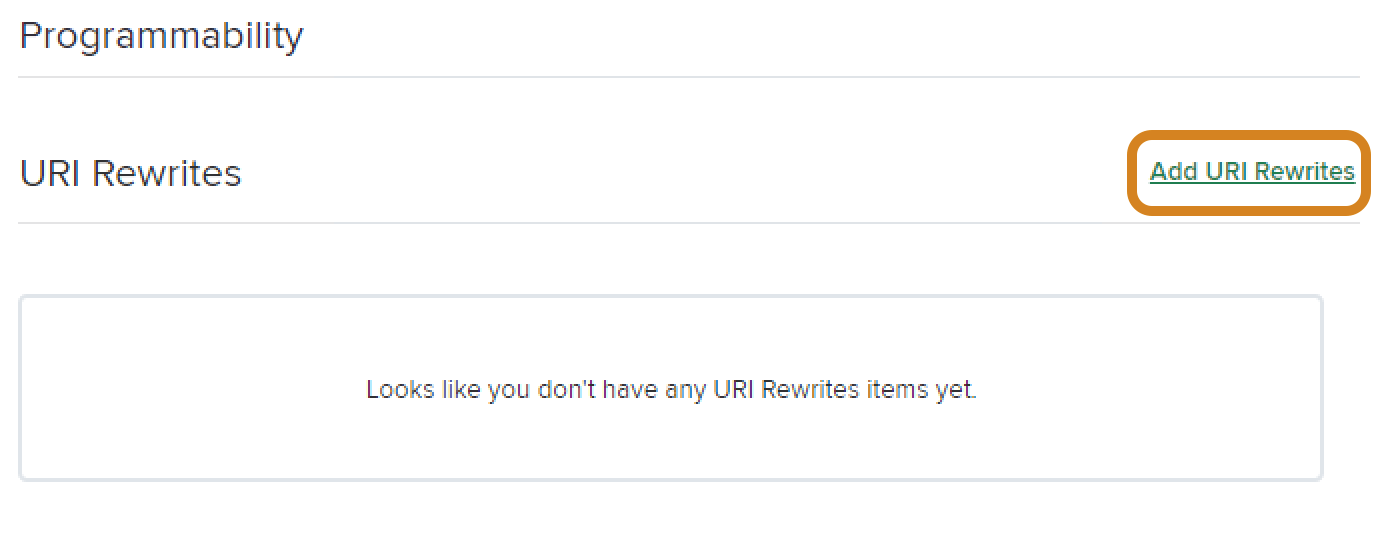 Programmability
URI Rewrites
Add URI Rewrites
Looks like you don't have any URI Rewrites items yet.